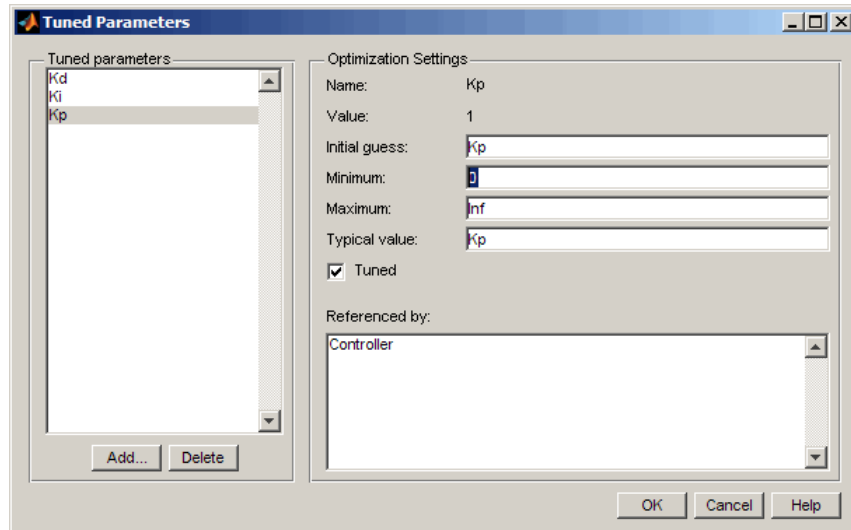 Tuned Parameters
Tuned parameters
Kd
Ki
Kp
Add...
Delete
Optimization Settings
Name: Kp
Value: 1
Initial guess: Kp
Minimum: 0
Maximum: Inf
Typical value: Kp
Tuned
Referenced by:
Controller
OK
Cancel
Help